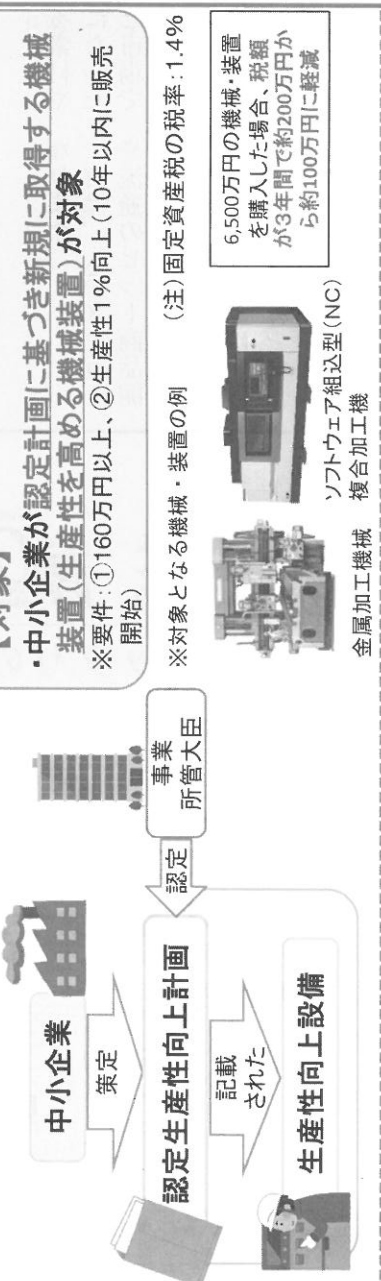 中小企業
策定
認定生産性向上計画
認定
事業
所管大臣
記載
された
生産性向上設備
・中小企業が認定計画に基づき新規に取得する機械
装置(生産性を高める機械装置)が対象
※要件:①160万円以上、②生産性1%向上(10年以内に販売
開始)
※対象となる機械・装置の例
(注)固定資産税の税率:1.4%
金属加工機械
ソフトウェア組込型(NC)
複合加工機
6,500万円の機械・装置
を購入した場合、税額
が3年間で約200万円か
ら約100万円に軽減